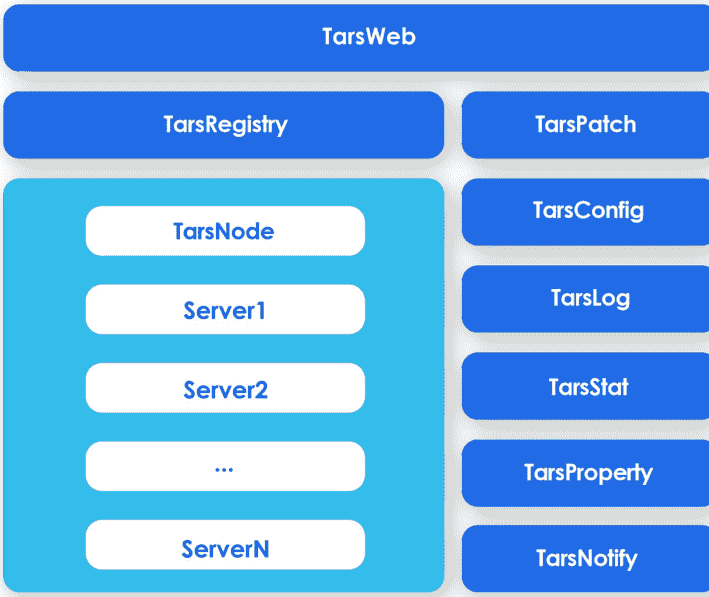 TarsWeb
TarsRegistry
TarsPatch
TarsNode
Server1
Server2
...
ServerN
TarsConfig
TarsLog
TarsStat
TarsProperty
TarsNotify